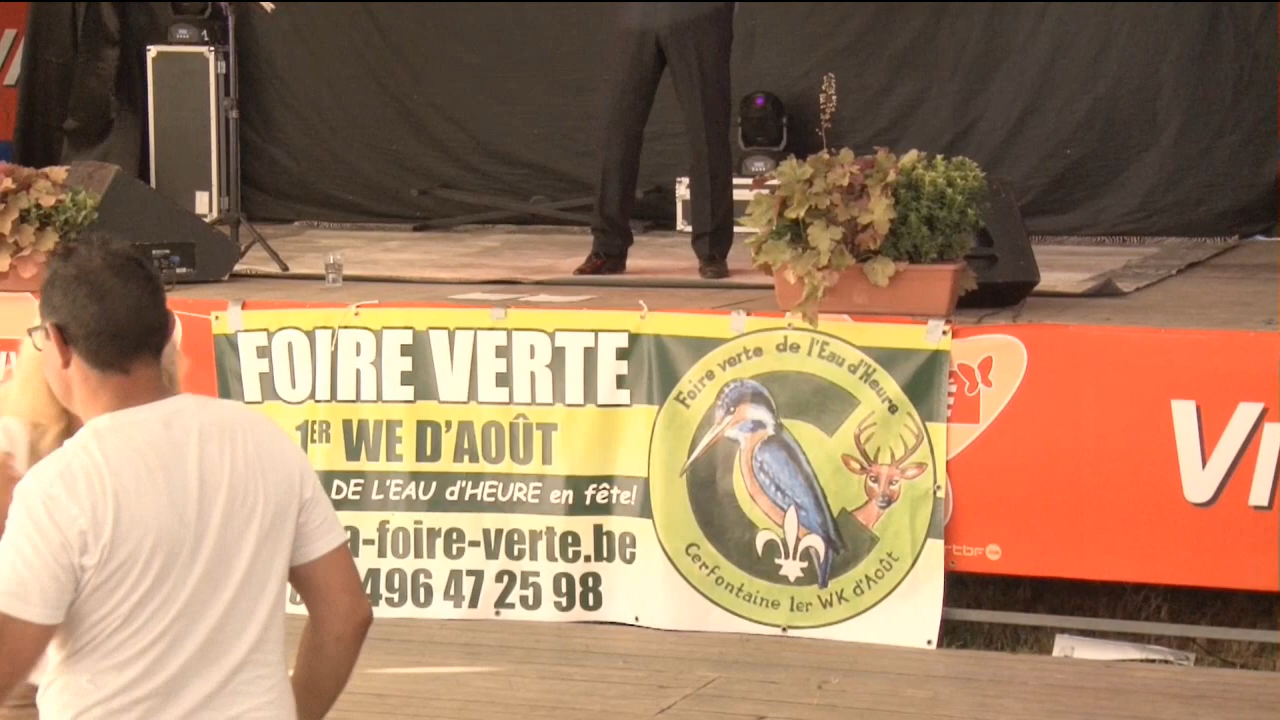 FOIRE VERTE
1ER WE D'AOÛT
DE L'EAU d'HEURE en fête!
a-foire-verte.be
496 47 25 98
Foire verte de l'Eau d'Heure
Cerfontaine 1er WK d'Août
rtbf